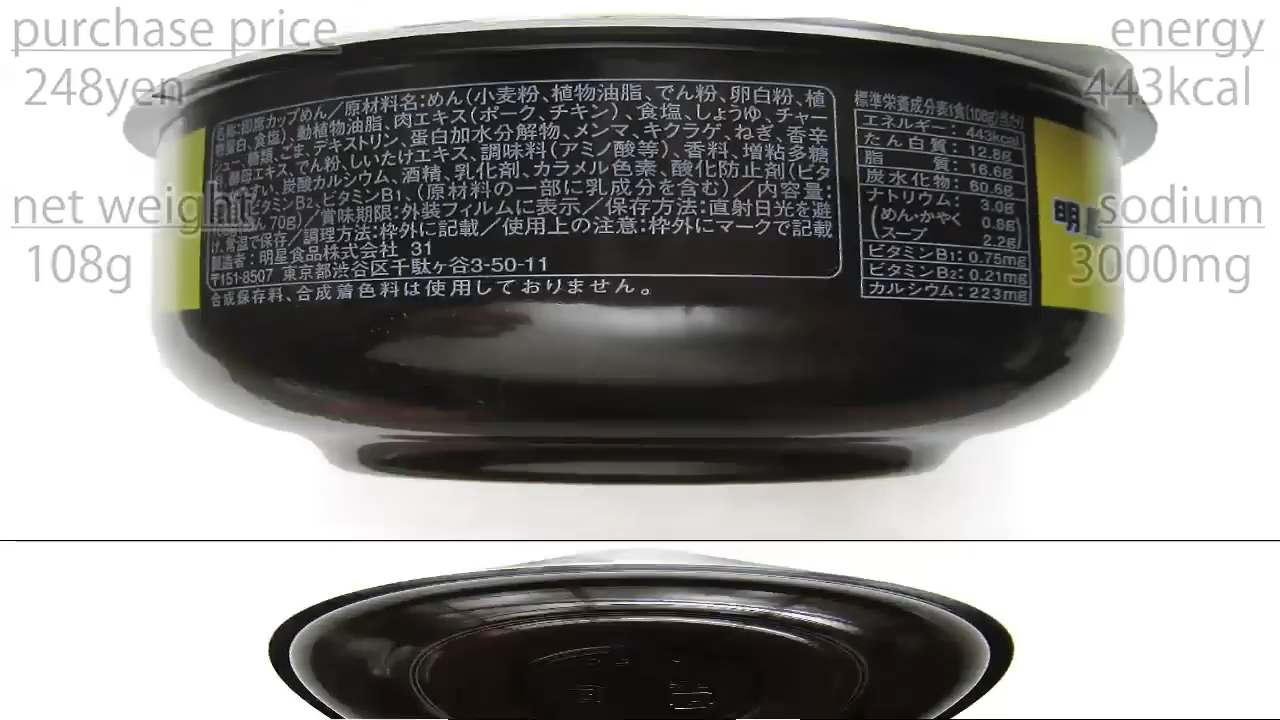 purchase price
248yen
net weight
108g
energy
443kcal
sodium
3000mg
名称:即席カップめん/原材料名:めん(小麦粉、植物油脂、でん粉、卵白粉、植
物蛋白、食塩)、動植物油脂、肉エキス(ポーク、チキン)、食塩、しょうゆ、チャー
シュー、糖類、ごま、デキストリン、蛋白加水分解物、メンマ、キクラゲ、ねぎ、香辛
料、酵母エキス、でん粉、しいたけエキス、調味料(アミノ酸等)、香料、増粘多糖
類、かんすい、炭酸カルシウム、酒精、乳化剤、カラメル色素、酸化防止剤(ビタ
ビタミンB2、ビタミンB1、(原材料の一部に乳成分を含む)/内容量:
70g)/賞味期限:外装フィルムに表示/保存方法:直射日光を避
け、常温で保存/調理方法:枠外に記載/使用上の注意:枠外にマークで記載
製造者:明星食品株式会社 31
〒151-8507 東京都渋谷区千駄ヶ谷3-50-11
合成保存料、合成着色料は使用しておりません。
標準栄養成分表1食(108g)当たり
エネルギー: 443kcal
たん白質: 12.8g
脂質: 16.6g
炭水化物: 60.6g
ナトリウム: 3.0g
(めん・かやく 0.8g)
スープ 2.2g
ビタミンB1: 0.75mg
ビタミンB2: 0.21mg
カルシウム: 223mg
明